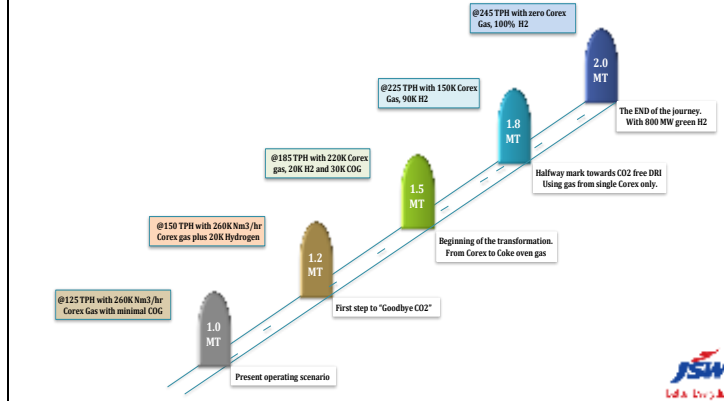 @245 TPH with zero Corex
Gas, 100% H2
2.0
MT
The END of the journey.
With 800 MW green H2
@225 TPH with 150K Corex
Gas, 90K H2
1.8
MT
Halfway mark towards CO2 free DRI
Using gas from single Corex only.
@185 TPH with 220K Corex
gas, 20K H2 and 30K COG
1.5
MT
Beginning of the transformation.
From Corex to Coke oven gas
@150 TPH with 260K Nm3/hr
Corex gas plus 20K Hydrogen
1.2
MT
First step to "Goodbye CO2"
@125 TPH with 260K Nm3/hr
Corex Gas with minimal COG
1.0
MT
Present operating scenario
JSW